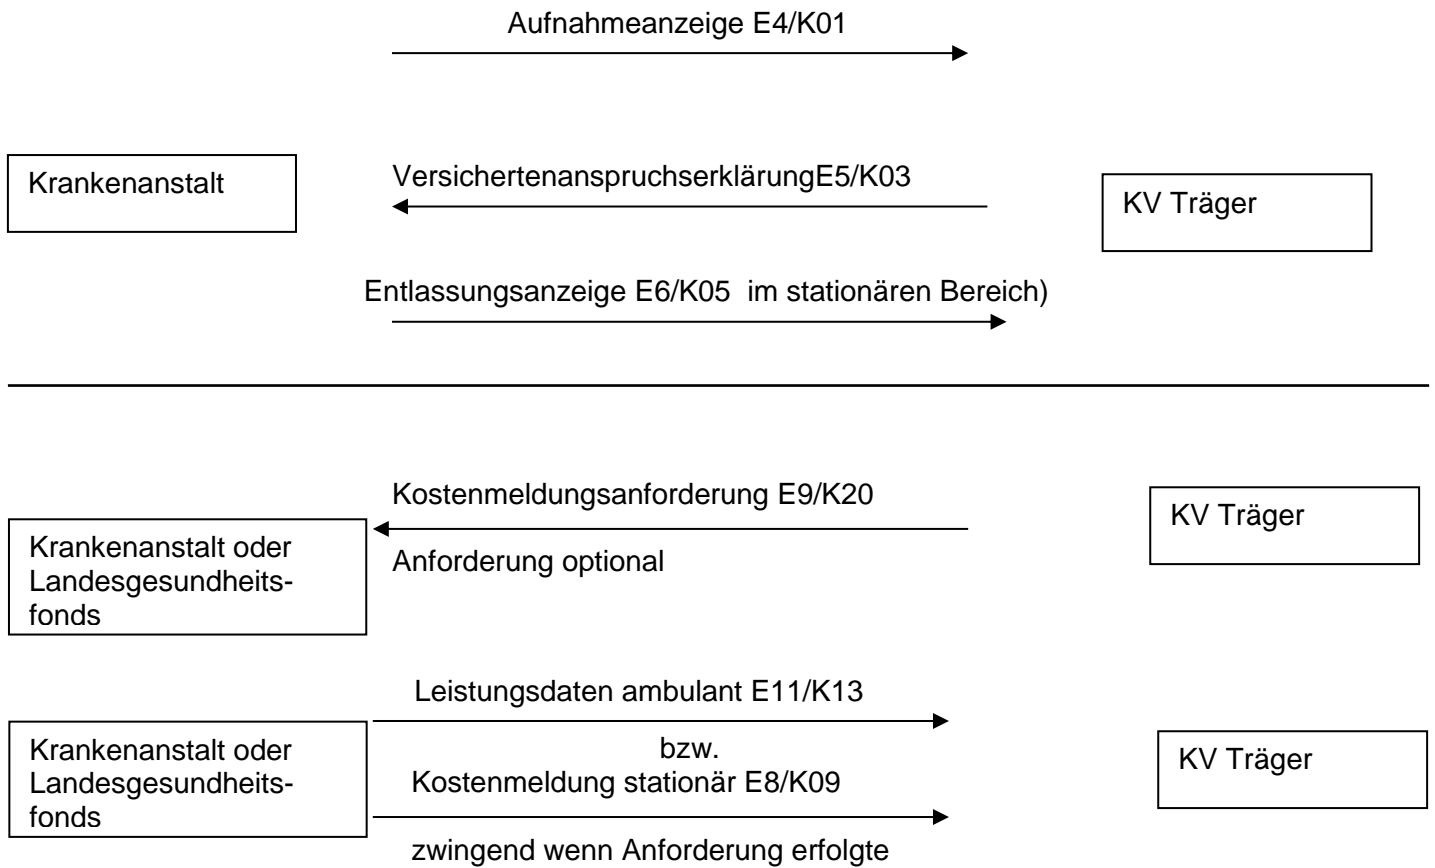 Aufnahmeanzeige E4/K01
Krankenanstalt
VersichertenanspruchserklärungE5/K03
KV Träger
Entlassungsanzeige E6/K05  im stationären Bereich)
Kostenmeldungsanforderung E9/K20
KV Träger
Krankenanstalt oder
Landesgesundheits-
fonds
Anforderung optional
Leistungsdaten ambulant E11/K13
Krankenanstalt oder
Landesgesundheits-
fonds
bzw.
Kostenmeldung stationär E8/K09
KV Träger
zwingend wenn Anforderung erfolgte